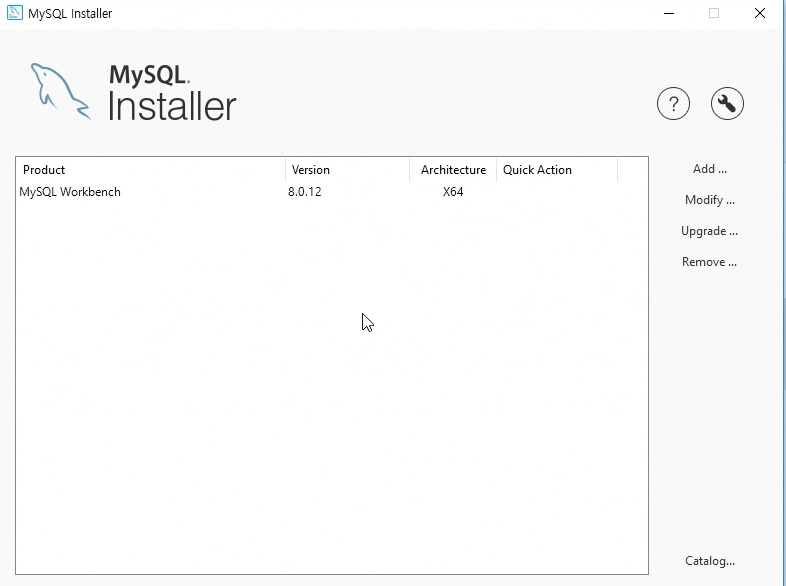 MySQL Installer
MySQL.
Installer
?
Product Version Architecture Quick Action
MySQL Workbench 8.0.12 X64
Add ...
Modify ...
Upgrade ...
Remove ...
Catalog...